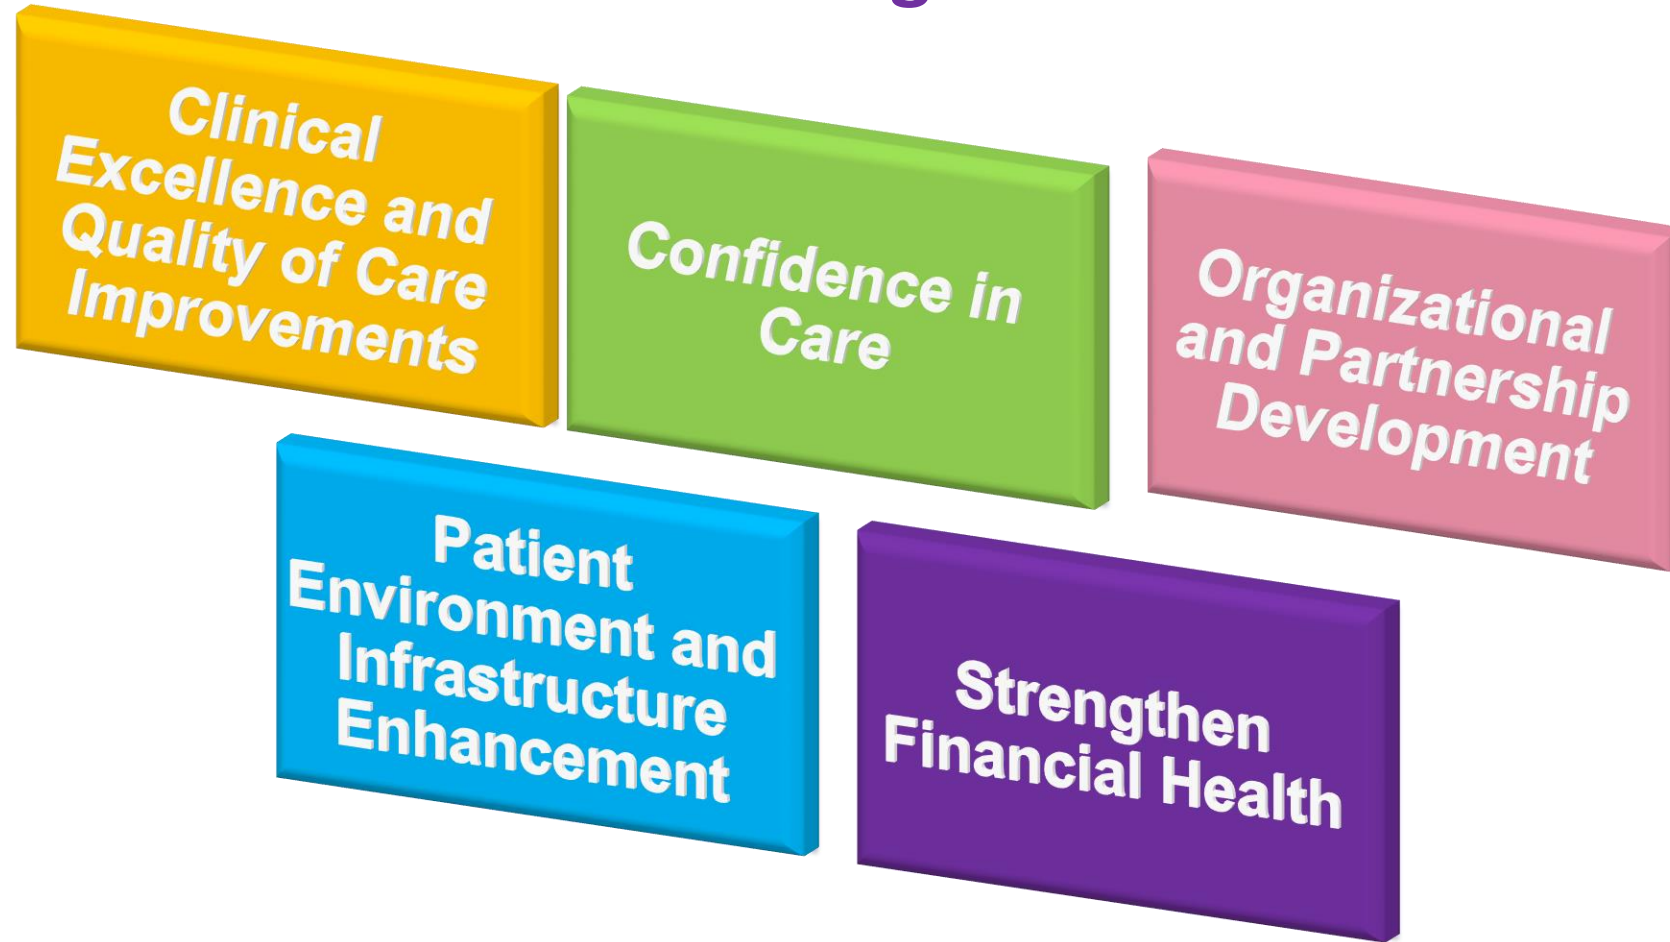 Clinical
Excellence and
Quality of Care
Improvements
Confidence in
Care
Organizational
and Partnership
Development
Patient
Environment and
Infrastructure
Enhancement
Strengthen
Financial Health